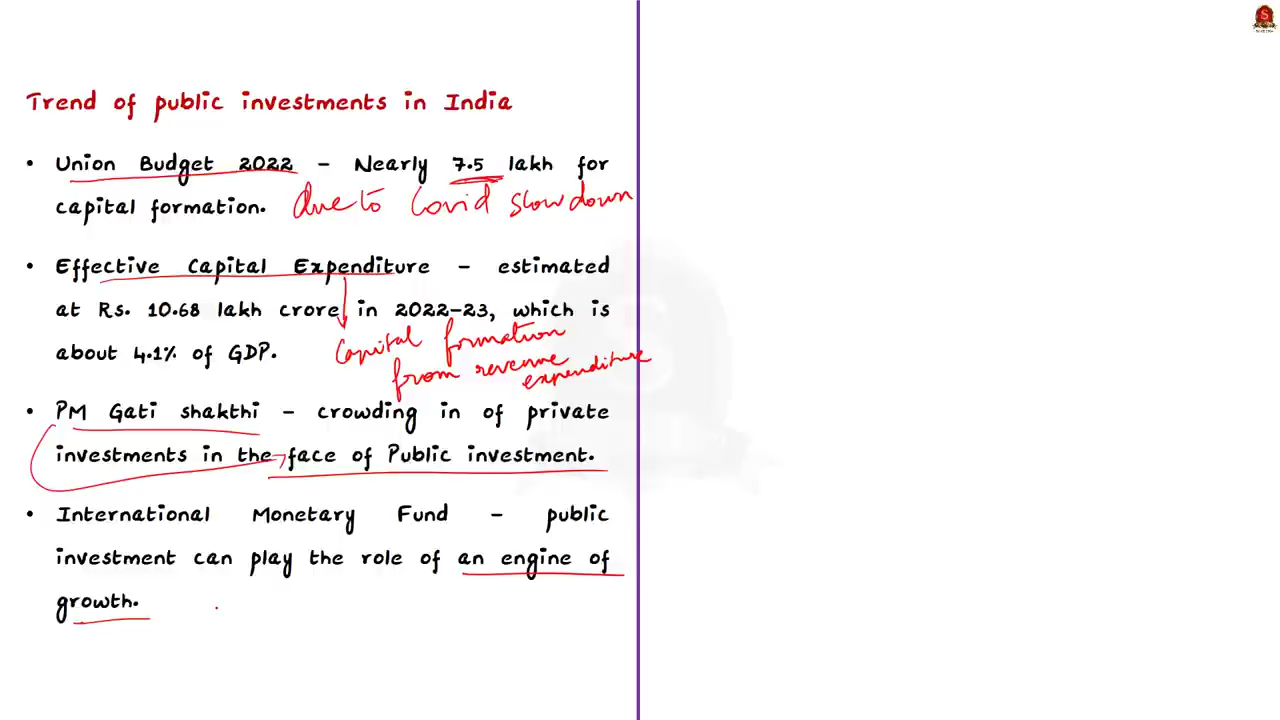 Trend of public investments in India
• Union Budget 2022 – Nearly 7.5 lakh for
capital formation. due to Covid slowdown
• Effective Capital Expenditure – estimated
at Rs. 10.68 lakh crore in 2022-23, which is
about 4.1% of GDP. Capital formation
from revenue
expenditure
• PM Gati shakthi – crowding in of private
investments in the face of Public investment.
• International Monetary Fund – public
investment can play the role of an engine of
growth.